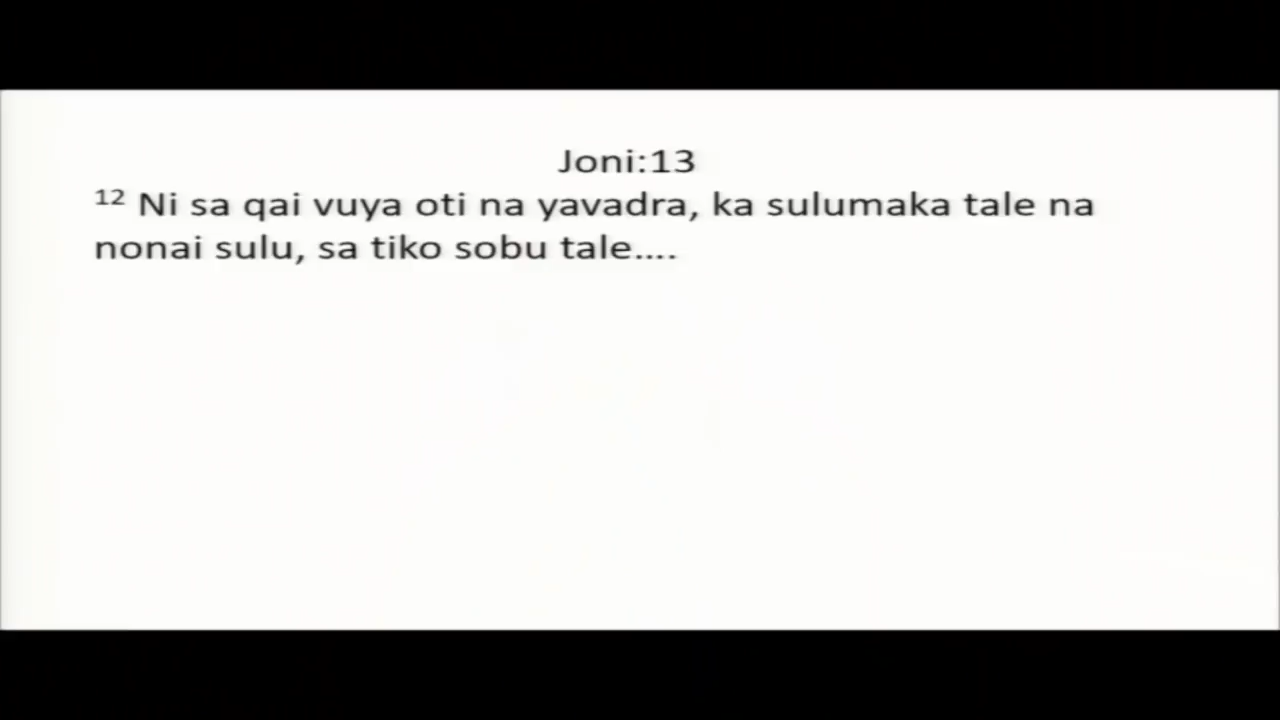 Joni:13
¹² Ni sa qai vuya oti na yavadra, ka sulumaka tale na
nonai sulu, sa tiko sobu tale....